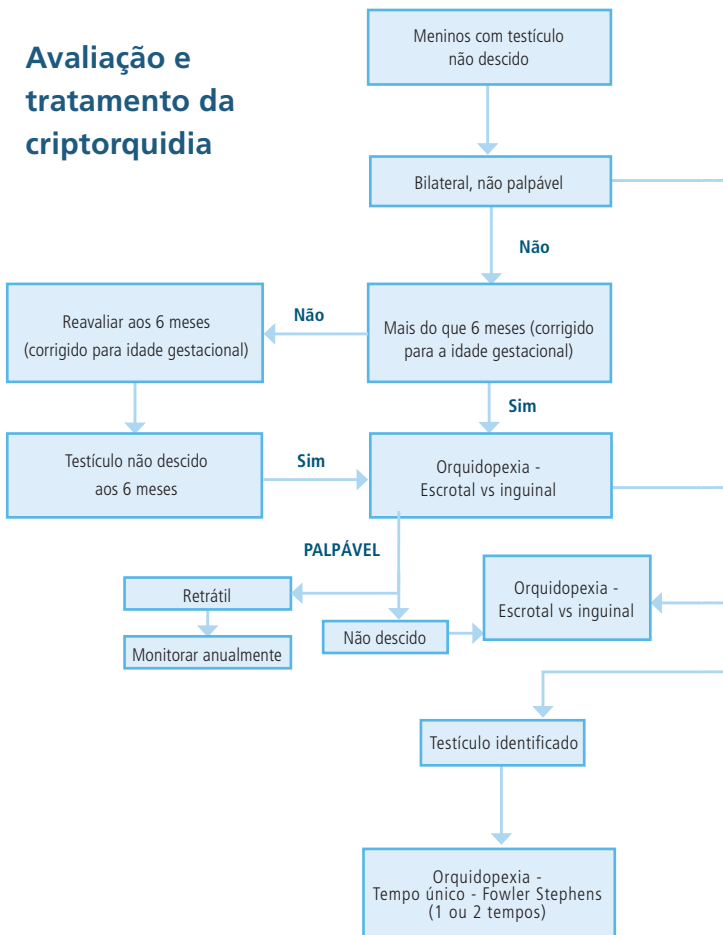 Avaliação e
tratamento da
criptorquidia
Meninos com testículo
não descido
Bilateral, não palpável
Não
Mais do que 6 meses (corrigido
para a idade gestacional)
Não
Reavaliar aos 6 meses
(corrigido para idade gestacional)
Sim
Testículo não descido
aos 6 meses
Sim
Orquidopexia -
Escrotal vs inguinal
PALPÁVEL
Retrátil
Monitorar anualmente
Não descido
Orquidopexia -
Escrotal vs inguinal
Testículo identificado
Orquidopexia -
Tempo único - Fowler Stephens
(1 ou 2 tempos)